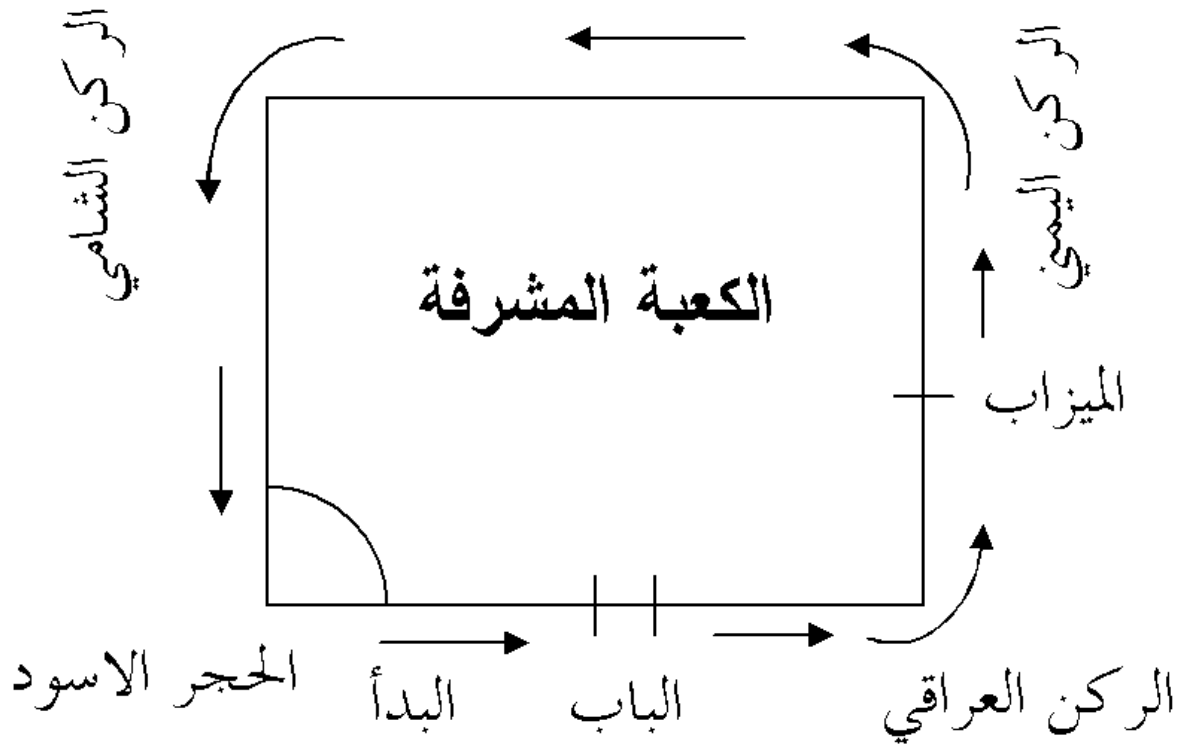 الركن اليمني
الركن الشامي
الكعبة المشرفة
الميزاب
الحجر الاسود
البدأ
الباب
الركن العراقي